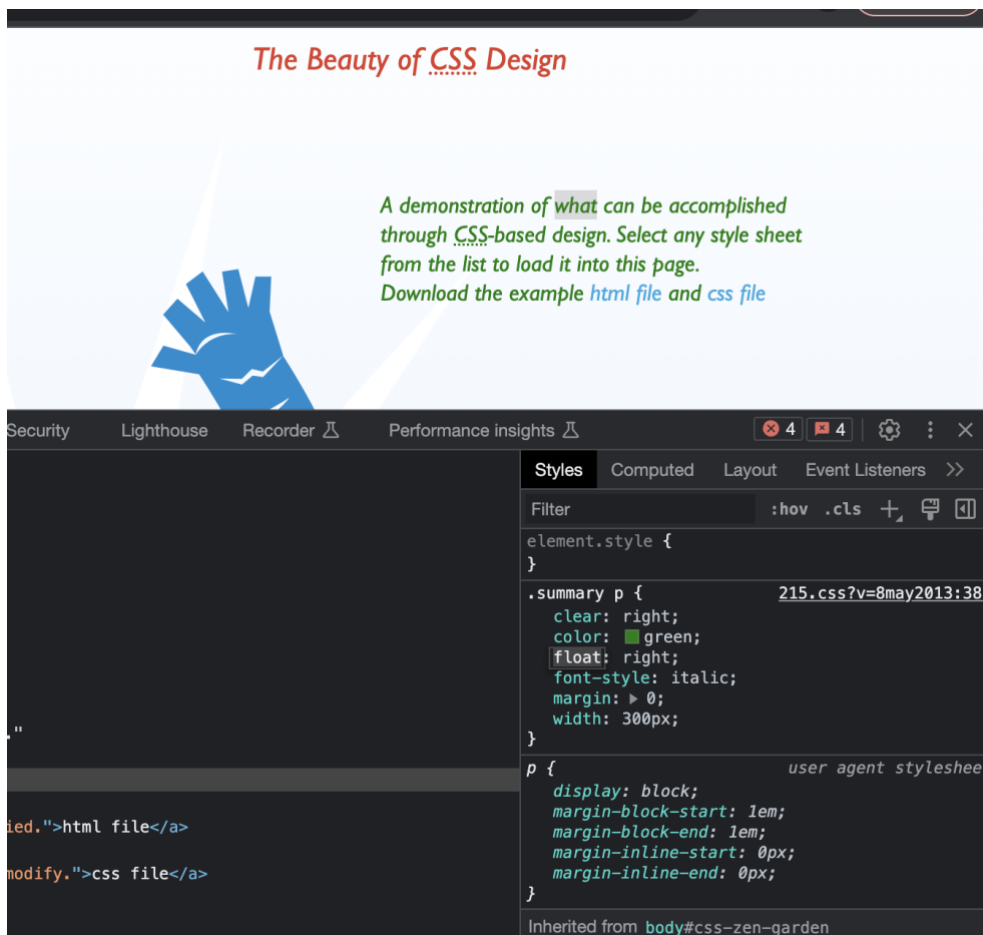 The Beauty of CSS Design
A demonstration of what can be accomplished
through CSS-based design. Select any style sheet
from the list to load it into this page.
Download the example html file and css file
Security Lighthouse Recorder Performance insights 4 4
Styles Computed Layout Event Listeners >>
Filter :hov .cls +
element.style {
}
.summary p { 215.css?v=8may2013:38
clear: right;
color: green;
float: right;
font-style: italic;
margin: 0;
width: 300px;
}
."
p { user agent styleshee
display: block;
margin-block-start: 1em;
margin-block-end: 1em;
margin-inline-start: 0px;
margin-inline-end: 0px;
}
ied.">html file</a>
modify.">css file</a>
Inherited from body#css-zen-garden